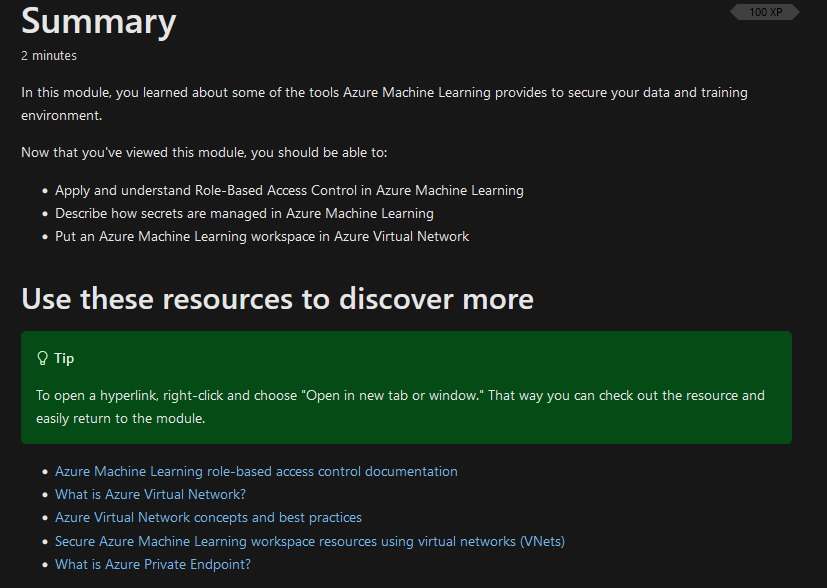 Summary
100 XP
2 minutes
In this module, you learned about some of the tools Azure Machine Learning provides to secure your data and training
environment.
Now that you've viewed this module, you should be able to:
• Apply and understand Role-Based Access Control in Azure Machine Learning
• Describe how secrets are managed in Azure Machine Learning
• Put an Azure Machine Learning workspace in Azure Virtual Network
Use these resources to discover more
Tip
To open a hyperlink, right-click and choose "Open in new tab or window." That way you can check out the resource and
easily return to the module.
• Azure Machine Learning role-based access control documentation
• What is Azure Virtual Network?
• Azure Virtual Network concepts and best practices
• Secure Azure Machine Learning workspace resources using virtual networks (VNets)
• What is Azure Private Endpoint?